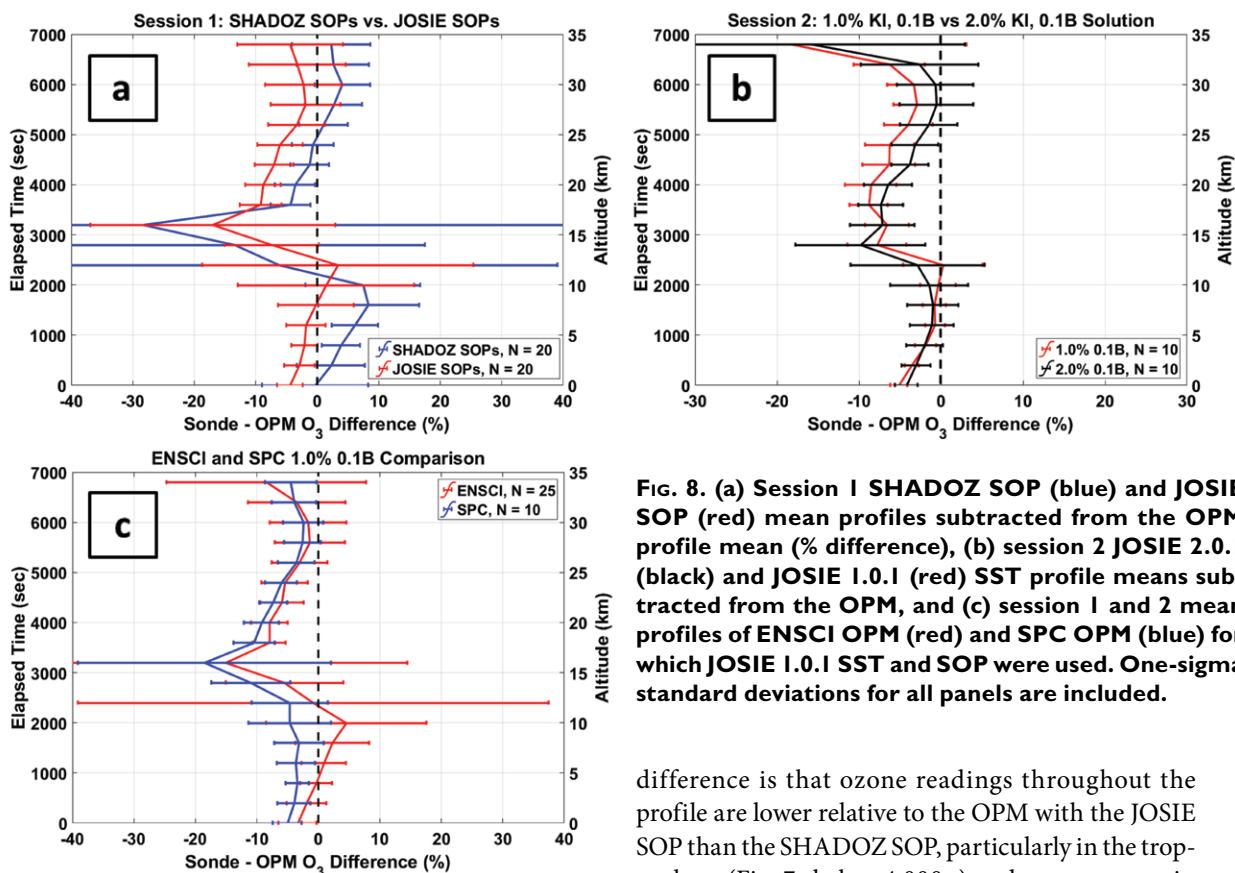 Session 1: SHADOZ SOPs vs. JOSIE SOPs
a
7000
6000
5000
4000
3000
2000
1000
0
Elapsed Time (sec)
35
30
25
20
15
10
5
0
Altitude (km)
SHADOZ SOPs, N = 20
JOSIE SOPs, N = 20
-40 -30 -20 -10 0 10 20 30 40
Sonde - OPM O3 Difference (%)
Session 2: 1.0% KI, 0.1B vs 2.0% KI, 0.1B Solution
b
7000
6000
5000
4000
3000
2000
1000
0
Elapsed Time (sec)
35
30
25
20
15
10
5
0
Altitude (km)
1.0% 0.1B, N = 10
2.0% 0.1B, N = 10
-30 -20 -10 0 10 20 30
Sonde - OPM O3 Difference (%)
ENSCI and SPC 1.0% 0.1B Comparison
c
7000
6000
5000
4000
3000
2000
1000
0
Elapsed Time (sec)
35
30
25
20
15
10
5
0
Altitude (km)
ENSCI, N = 25
SPC, N = 10
-40 -30 -20 -10 0 10 20 30 40
Sonde - OPM O3 Difference (%)
FIG. 8. (a) Session 1 SHADOZ SOP (blue) and JOSIE
SOP (red) mean profiles subtracted from the OPM
profile mean (% difference), (b) session 2 JOSIE 2.0.
(black) and JOSIE 1.0.1 (red) SST profile means sub
tracted from the OPM, and (c) session 1 and 2 mean
profiles of ENSCI OPM (red) and SPC OPM (blue) for
which JOSIE 1.0.1 SST and SOP were used. One-sigma
standard deviations for all panels are included.
difference is that ozone readings throughout the
profile are lower relative to the OPM with the JOSIE
SOP than the SHADOZ SOP, particularly in the trop-